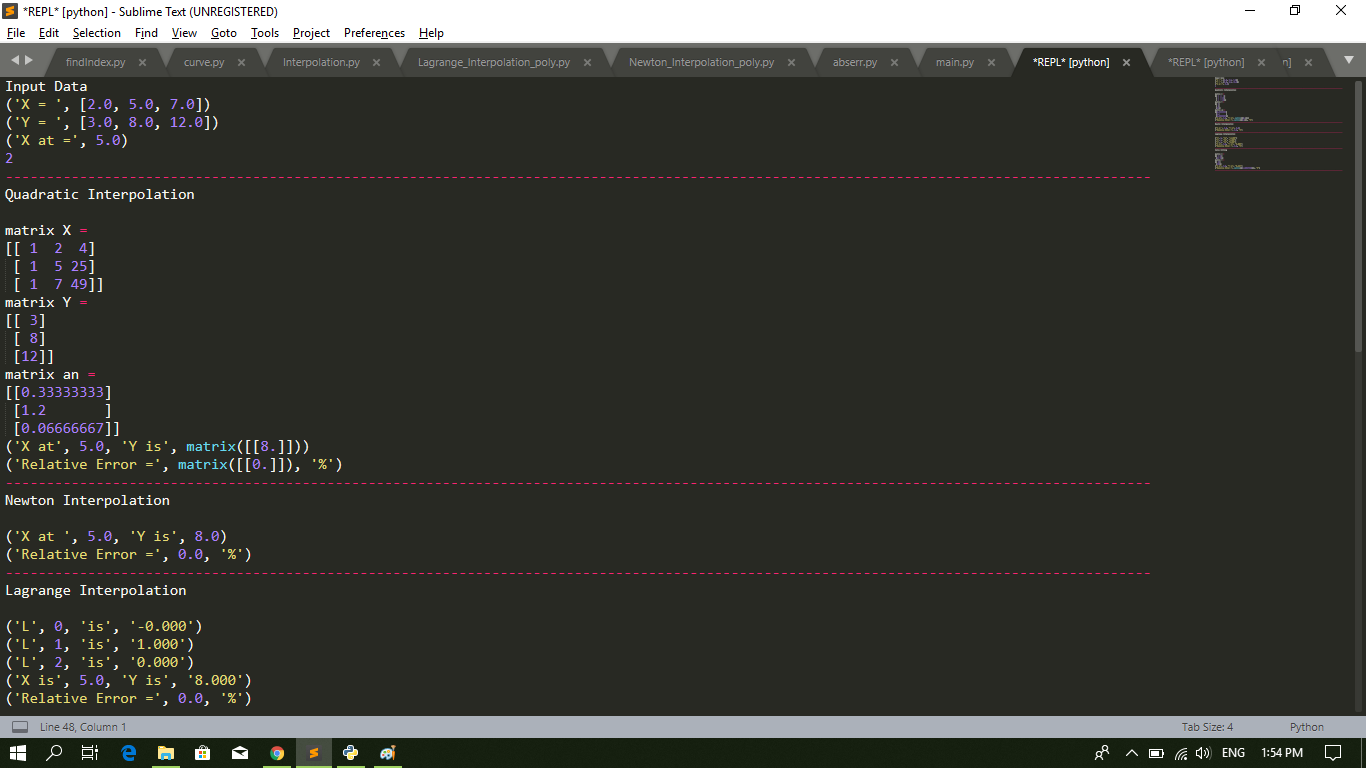 *REPL* [python] - Sublime Text (UNREGISTERED)
File Edit Selection Find View Goto Tools Project Preferences Help
findIndex.py × curve.py × Interpolation.py × Lagrange_Interpolation_poly.py × Newton_Interpolation_poly.py × abserr.py × main.py × *REPL* [python] × *REPL* [python] × n] ×
Input Data
('X = ', [2.0, 5.0, 7.0])
('Y = ', [3.0, 8.0, 12.0])
('X at =', 5.0)
2
Quadratic Interpolation
matrix X =
[[ 1 2 4]
[ 1 5 25]
[ 1 7 49]]
matrix Y =
[[ 3]
[ 8]
[12]]
matrix an =
[[0.33333333]
[1.2 ]
[0.06666667]]
('X at', 5.0, 'Y is', matrix([[8.]]))
('Relative Error =', matrix([[0.]]), '%')
Newton Interpolation
('X at ', 5.0, 'Y is', 8.0)
('Relative Error =', 0.0, '%')
Lagrange Interpolation
('L', 0, 'is', '-0.000')
('L', 1, 'is', '1.000')
('L', 2, 'is', '0.000')
('X is', 5.0, 'Y is', '8.000')
('Relative Error =', 0.0, '%')
Line 48, Column 1 Tab Size: 4 Python
ENG 1:54 PM